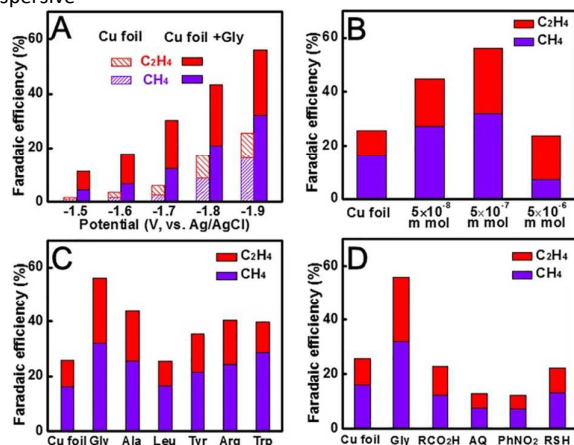 spersive
A
Cu foil Cu foil +Gly
C₂H₄
CH₄
Faradaic efficiency (%)
60
40
20
0
-1.5 -1.6 -1.7 -1.8 -1.9
Potential (V, vs. Ag/AgCl)
B
C₂H₄
CH₄
Faradaic efficiency (%)
60
40
20
0
Cu foil 5×10⁻⁸ 5×10⁻⁷ 5×10⁻⁶
m mol m mol m mol
C
C₂H₄
CH₄
Faradaic efficiency (%)
60
40
20
0
Cu foil Gly Ala Leu Tyr Arg Trp
D
C₂H₄
CH₄
Faradaic efficiency (%)
60
40
20
0
Cu foil Gly RCO₂H AQ PhNO₂ RSH